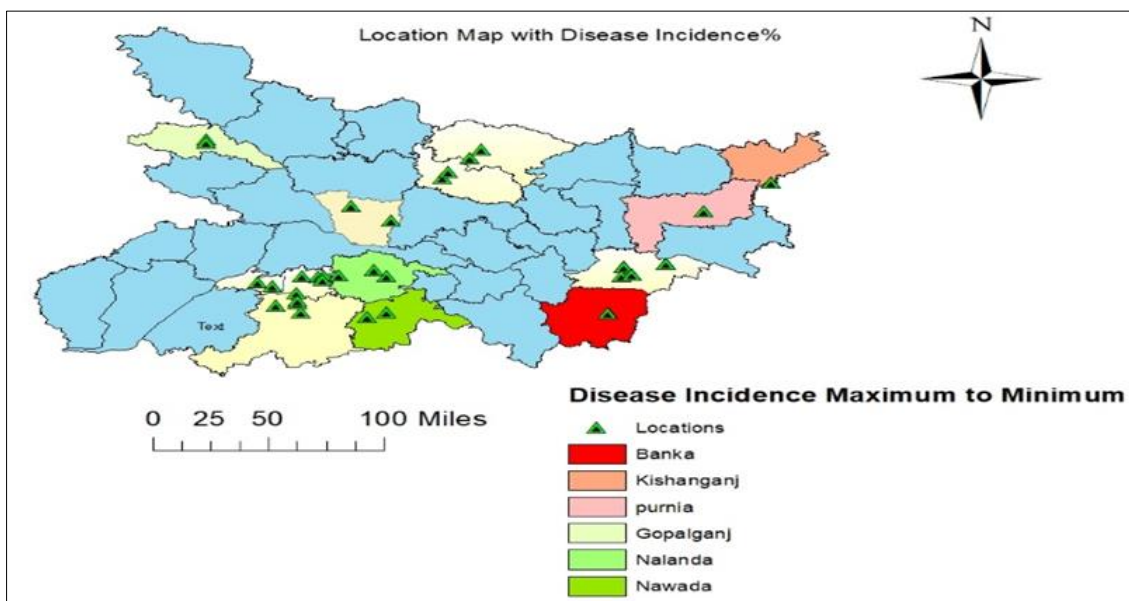 Location Map with Disease Incidence%
N
Text
0 25 50 100 Miles
Disease Incidence Maximum to Minimum
Locations
Banka
Kishanganj
purnia
Gopalganj
Nalanda
Nawada